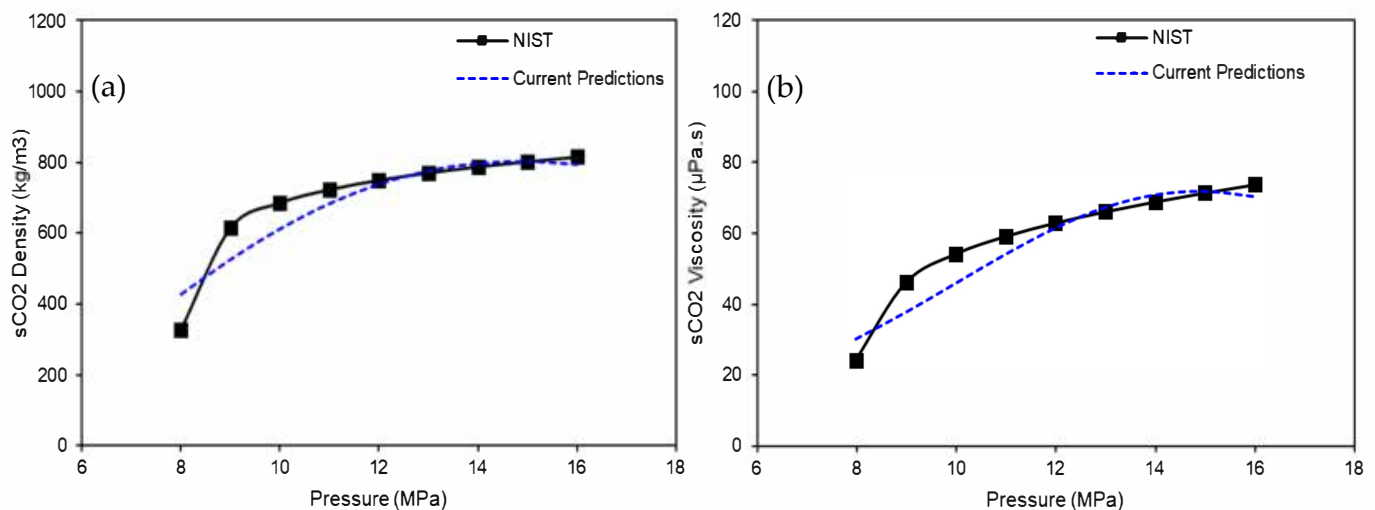 (a)
NIST
Current Predictions
sCO2 Density (kg/m3)
1200
1000
800
600
400
200
0
6 8 10 12 14 16 18
Pressure (MPa)
(b)
NIST
Current Predictions
sCO2 Viscosity (µPa.s)
120
100
80
60
40
20
0
6 8 10 12 14 16 18
Pressure (MPa)